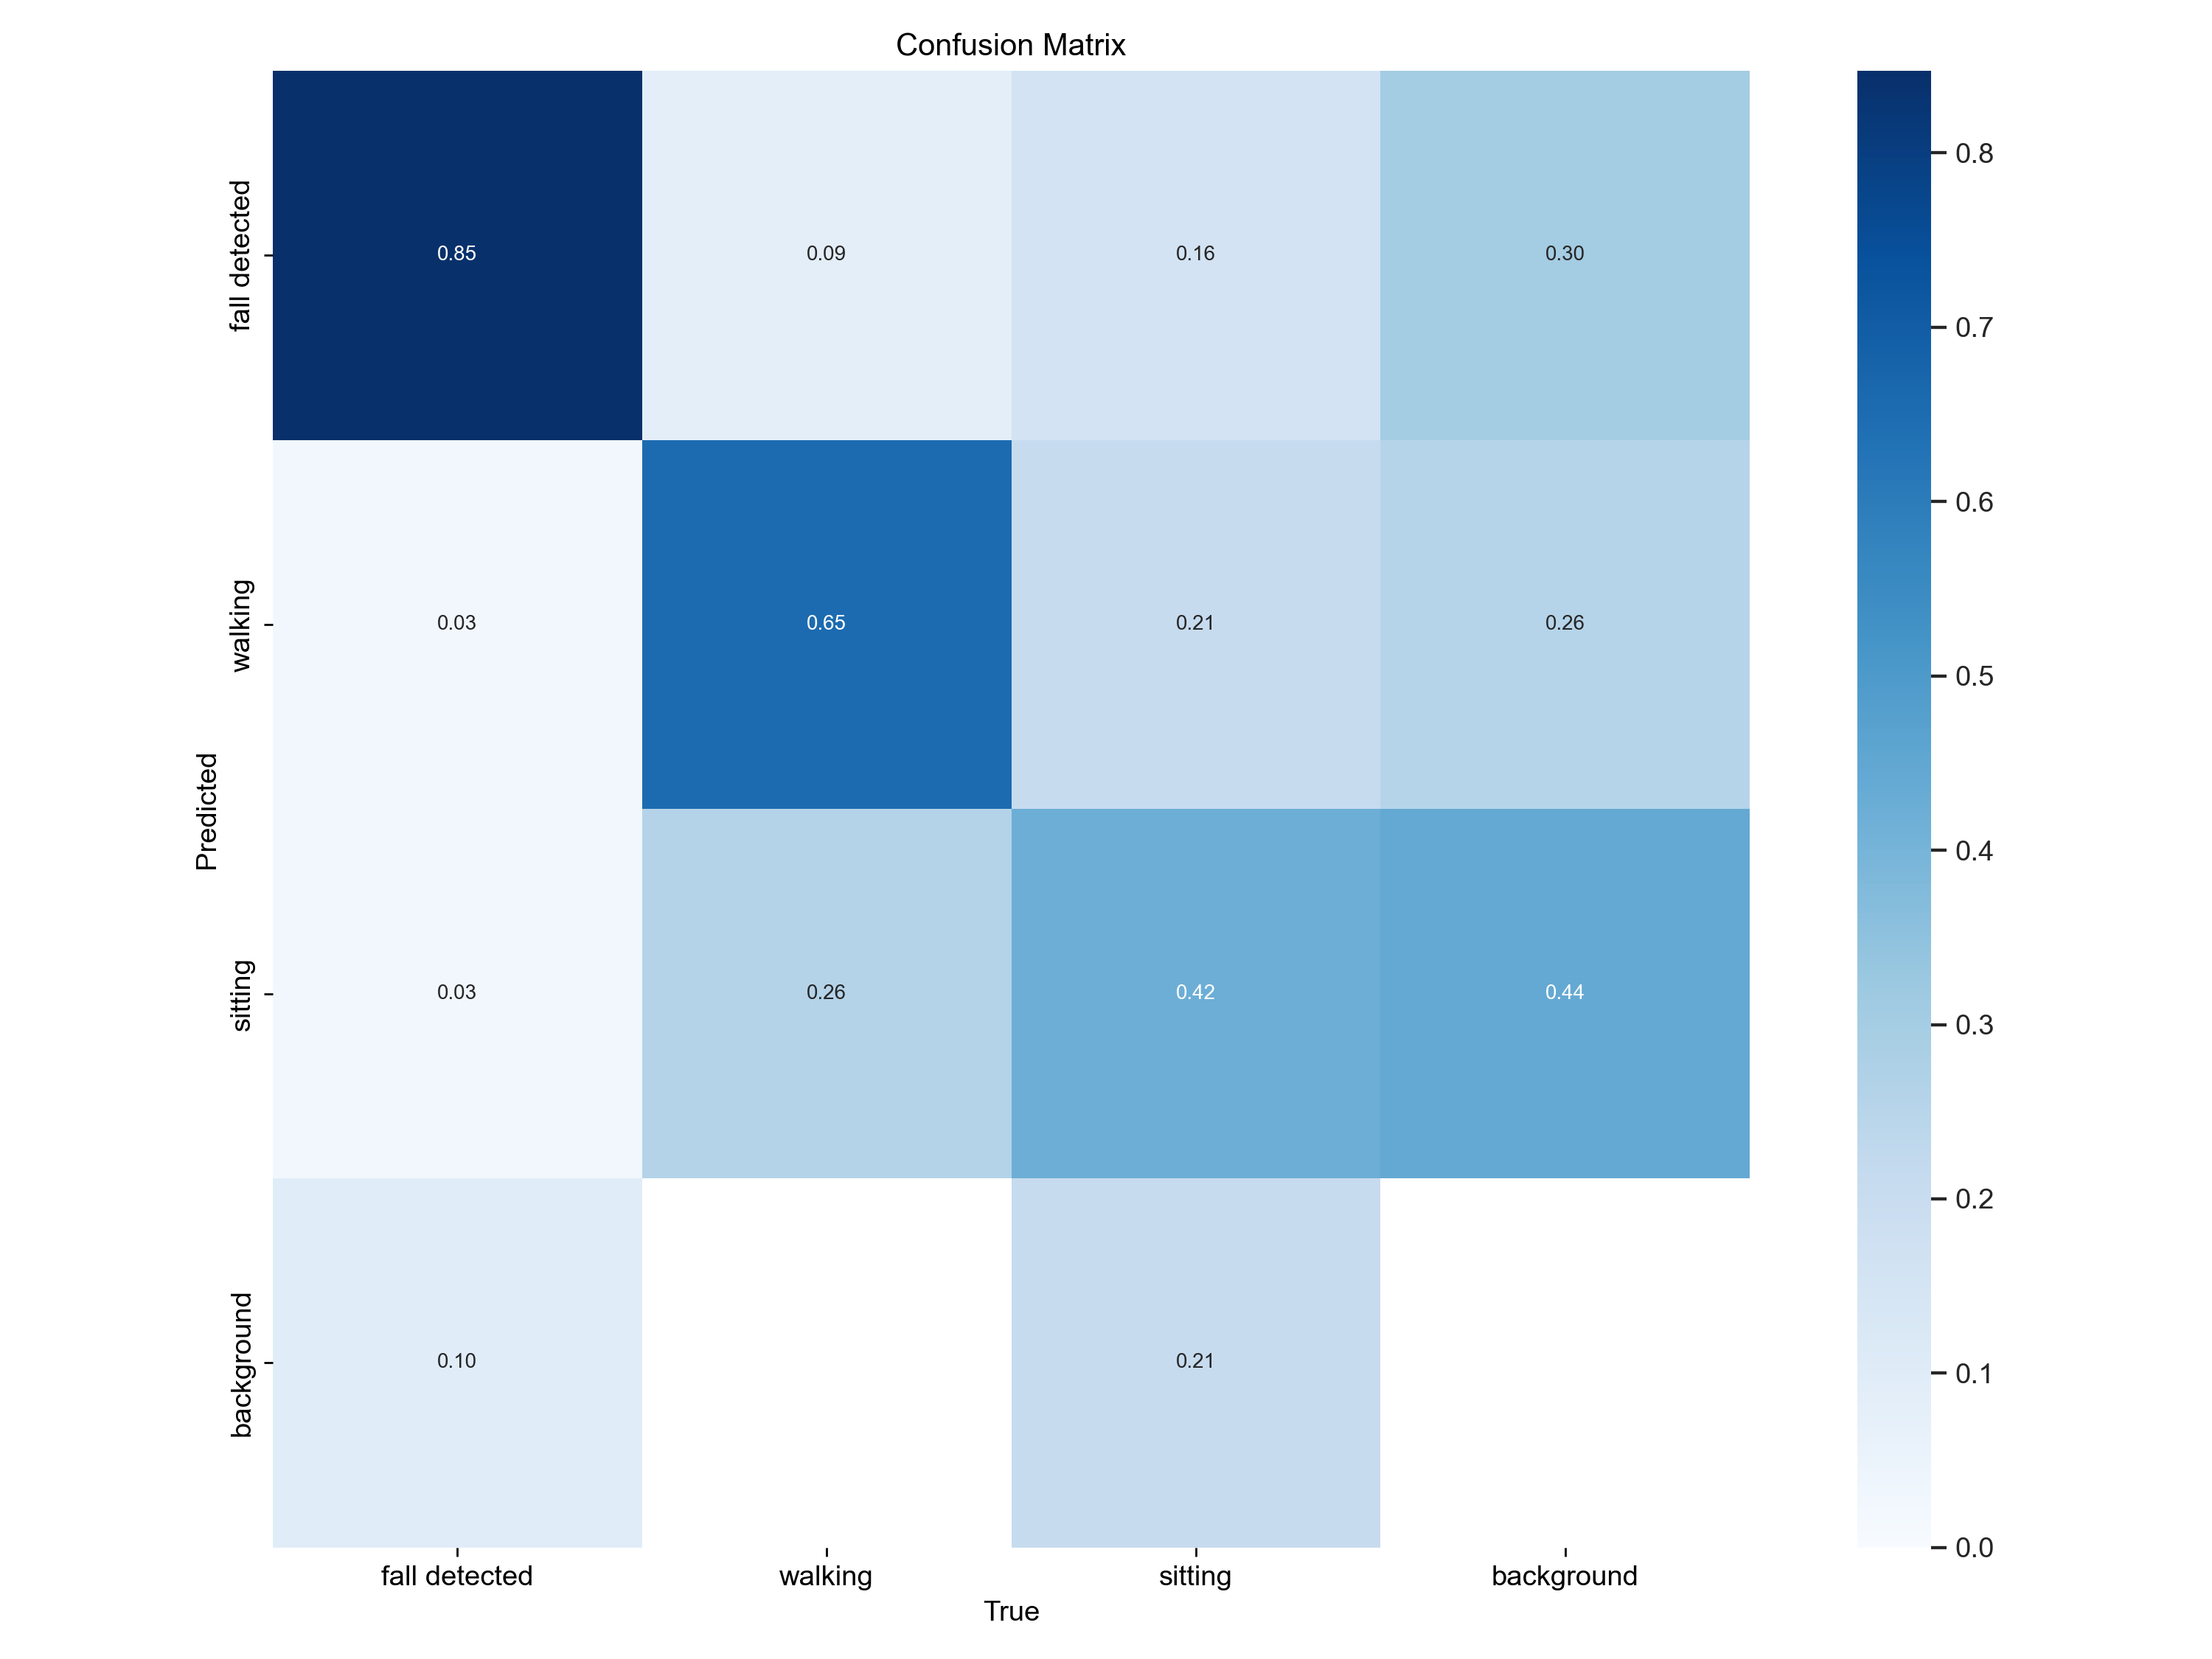 Confusion Matrix
fall detected
0.85
0.09
0.16
0.30
walking
0.03
0.65
0.21
0.26
sitting
0.03
0.26
0.42
0.44
background
0.10
0.21
Predicted
fall detected
walking
sitting
background
True
0.8
0.7
0.6
0.5
0.4
0.3
0.2
0.1
0.0